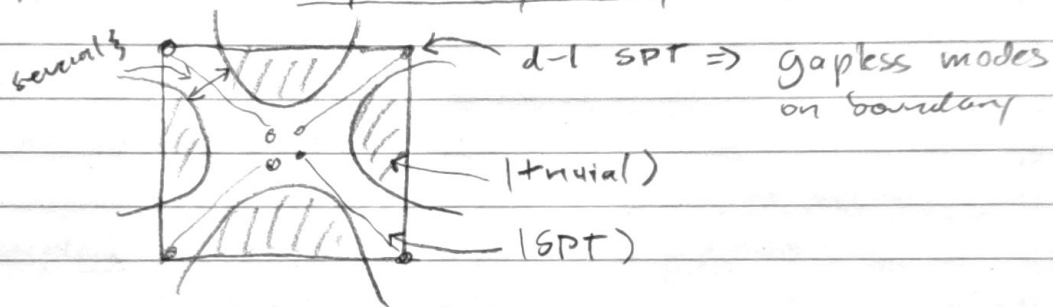 several ξ
d-1 SPT ⇒ gapless modes
on boundary
|trivial⟩
|SPT⟩